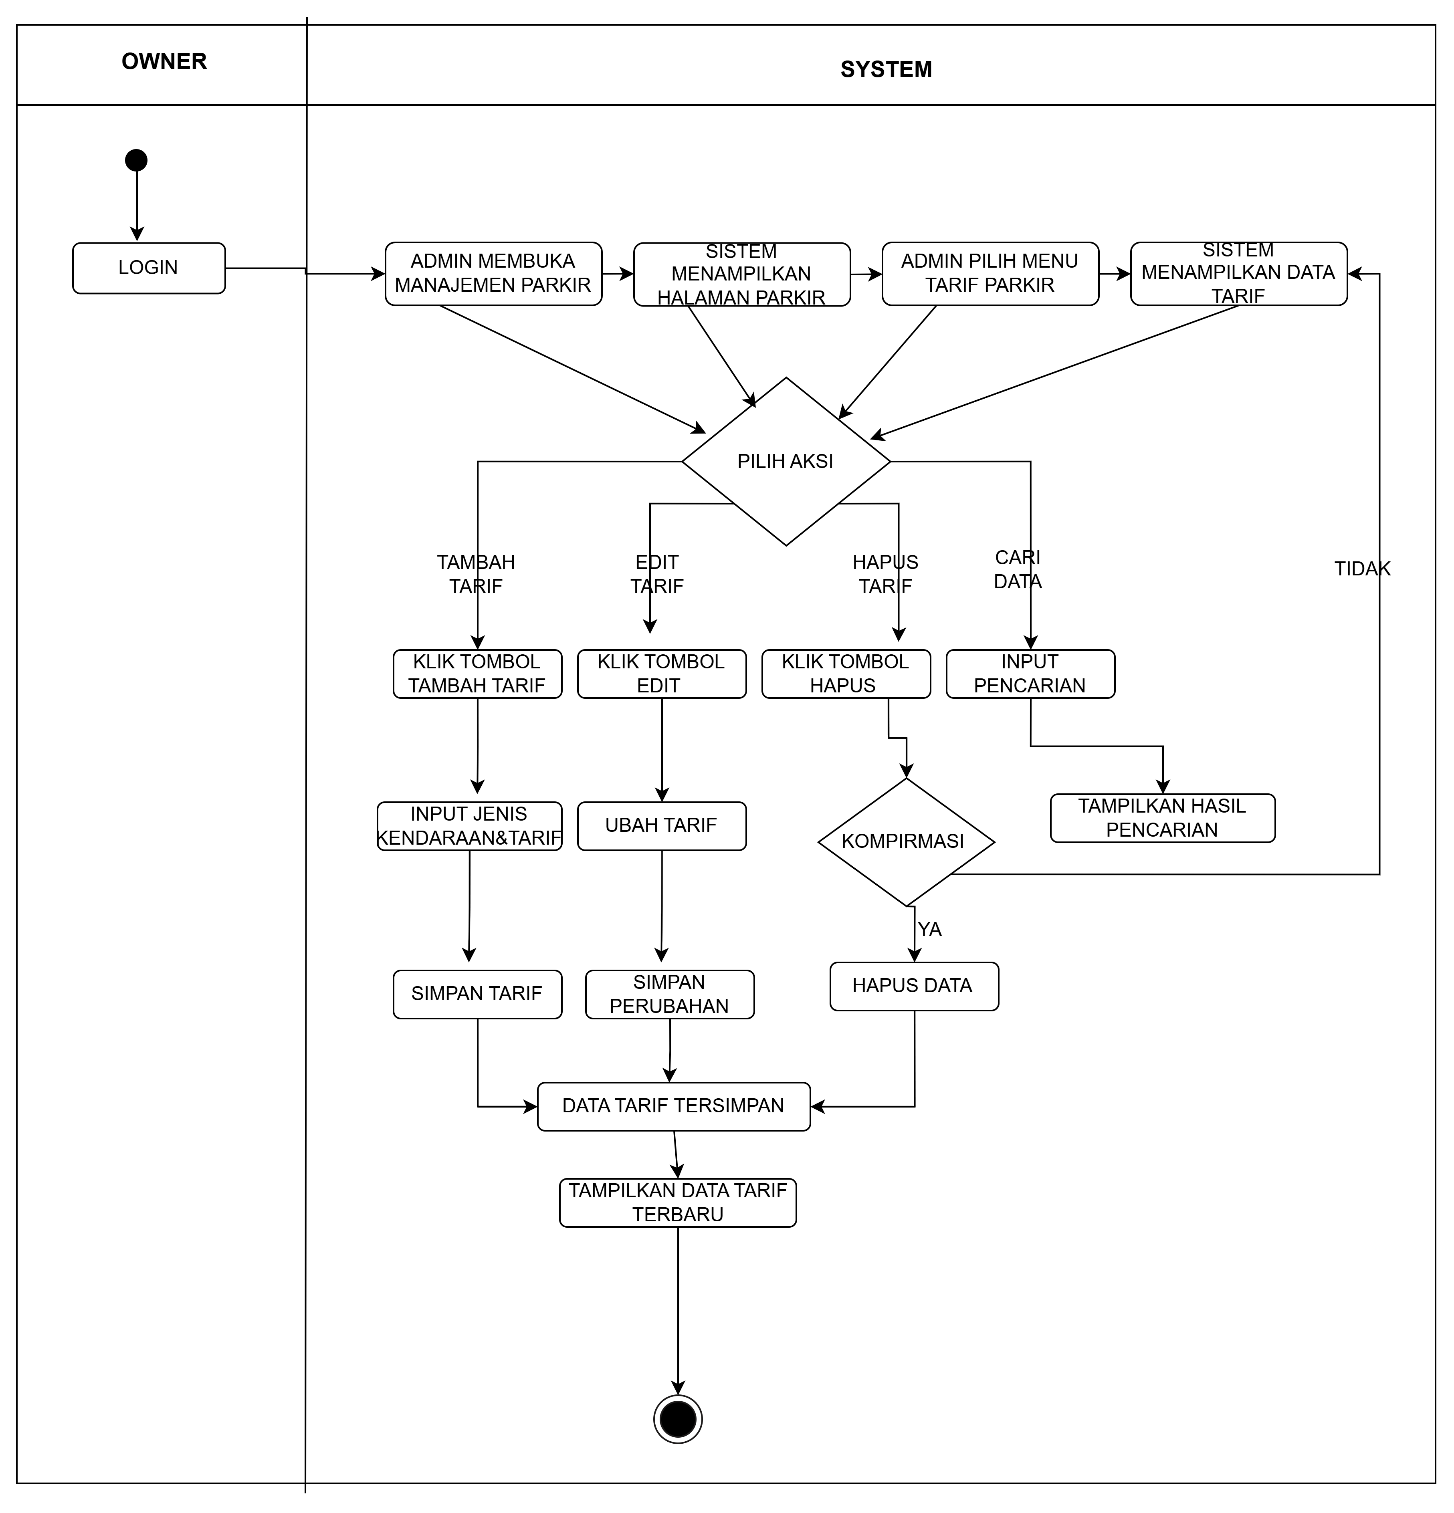 OWNER
SYSTEM
LOGIN
ADMIN MEMBUKA
MANAJEMEN PARKIR
SISTEM
MENAMPILKAN
HALAMAN PARKIR
ADMIN PILIH MENU
TARIF PARKIR
SISTEM
MENAMPILKAN DATA
TARIF
PILIH AKSI
TAMBAH
TARIF
EDIT
TARIF
HAPUS
TARIF
CARI
DATA
TIDAK
KLIK TOMBOL
TAMBAH TARIF
KLIK TOMBOL
EDIT
KLIK TOMBOL
HAPUS
INPUT
PENCARIAN
INPUT JENIS
KENDARAAN&TARIF
UBAH TARIF
KOMPIRMASI
TAMPILKAN HASIL
PENCARIAN
YA
SIMPAN TARIF
SIMPAN
PERUBAHAN
HAPUS DATA
DATA TARIF TERSIMPAN
TAMPILKAN DATA TARIF
TERBARU